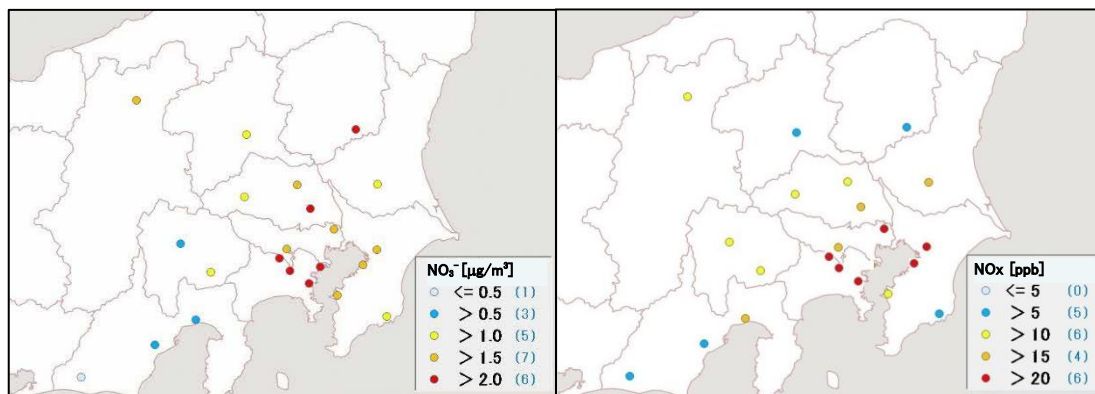 NO₃⁻ [μg/m³]
<= 0.5 (1)
> 0.5 (3)
> 1.0 (5)
> 1.5 (7)
> 2.0 (6)
NOx [ppb]
<= 5 (0)
> 5 (5)
> 10 (6)
> 15 (4)
> 20 (6)